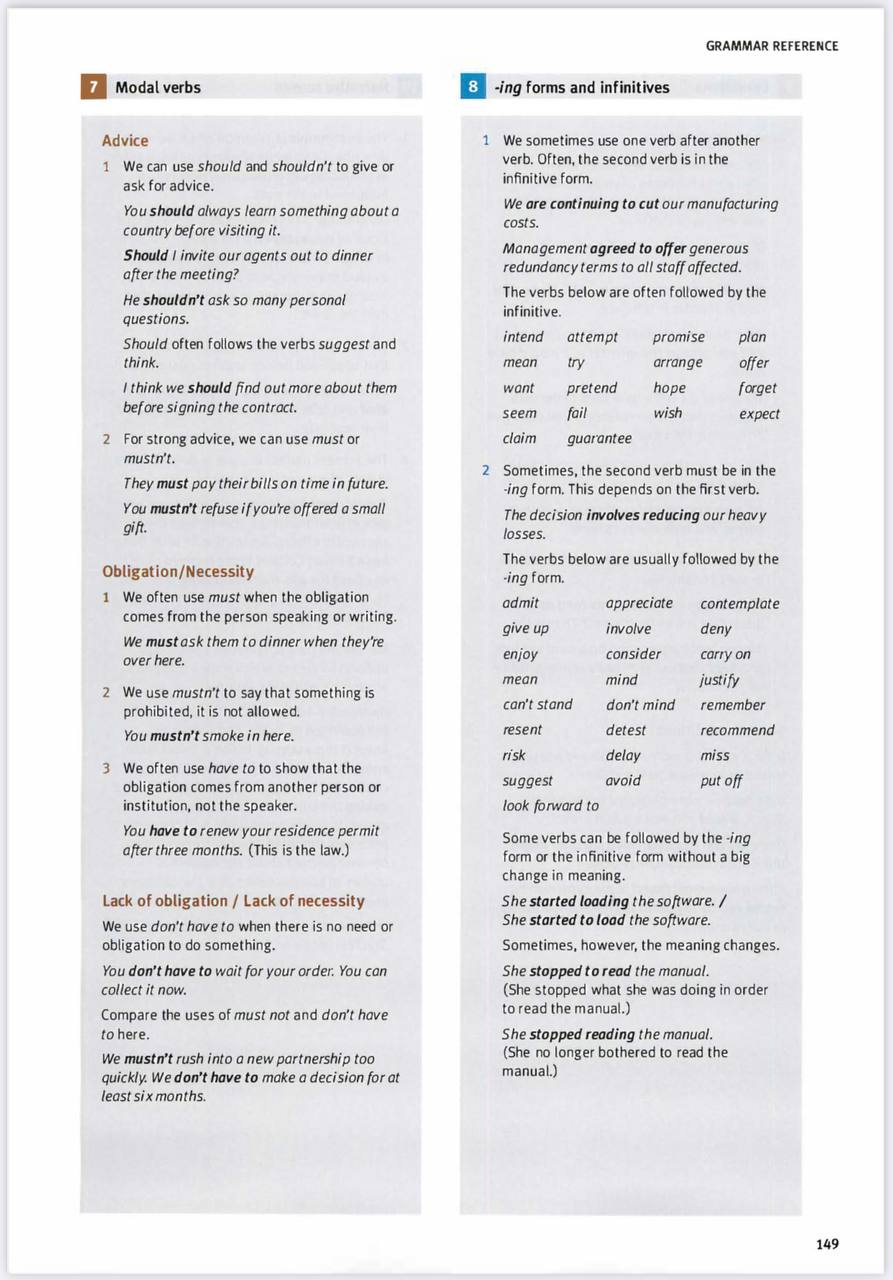 GRAMMAR REFERENCE
7 Modal verbs
Advice
1 We can use should and shouldn't to give or
ask for advice.
You should always learn something about a
country before visiting it.
Should I invite our agents out to dinner
after the meeting?
He shouldn't ask so many personal
questions.
Should often follows the verbs suggest and
think.
I think we should find out more about them
before signing the contract.
2 For strong advice, we can use must or
mustn't.
They must pay their bills on time in future.
You mustn't refuse if you're offered a small
gift.
Obligation/Necessity
1 We often use must when the obligation
comes from the person speaking or writing.
We must ask them to dinner when they're
over here.
2 We use mustn't to say that something is
prohibited, it is not allowed.
You mustn't smoke in here.
3 We often use have to to show that the
obligation comes from another person or
institution, not the speaker.
You have to renew your residence permit
after three months. (This is the law.)
Lack of obligation / Lack of necessity
We use don't have to when there is no need or
obligation to do something.
You don't have to wait for your order. You can
collect it now.
Compare the uses of must not and don't have
to here.
We mustn't rush into a new partnership too
quickly. We don't have to make a decision for at
least six months.
8 -ing forms and infinitives
1 We sometimes use one verb after another
verb. Often, the second verb is in the
infinitive form.
We are continuing to cut our manufacturing
costs.
Management agreed to offer generous
redundancy terms to all staff affected.
The verbs below are often followed by the
infinitive.
intend attempt promise plan
mean try arrange offer
want pretend hope forget
seem fail wish expect
claim guarantee
2 Sometimes, the second verb must be in the
-ing form. This depends on the first verb.
The decision involves reducing our heavy
losses.
The verbs below are usually followed by the
-ing form.
admit appreciate contemplate
give up involve deny
enjoy consider carry on
mean mind justify
can't stand don't mind remember
resent detest recommend
risk delay miss
suggest avoid put off
look forward to
Some verbs can be followed by the -ing
form or the infinitive form without a big
change in meaning.
She started loading the software. /
She started to load the software.
Sometimes, however, the meaning changes.
She stopped to read the manual.
(She stopped what she was doing in order
to read the manual.)
She stopped reading the manual.
(She no longer bothered to read the
manual.)
149